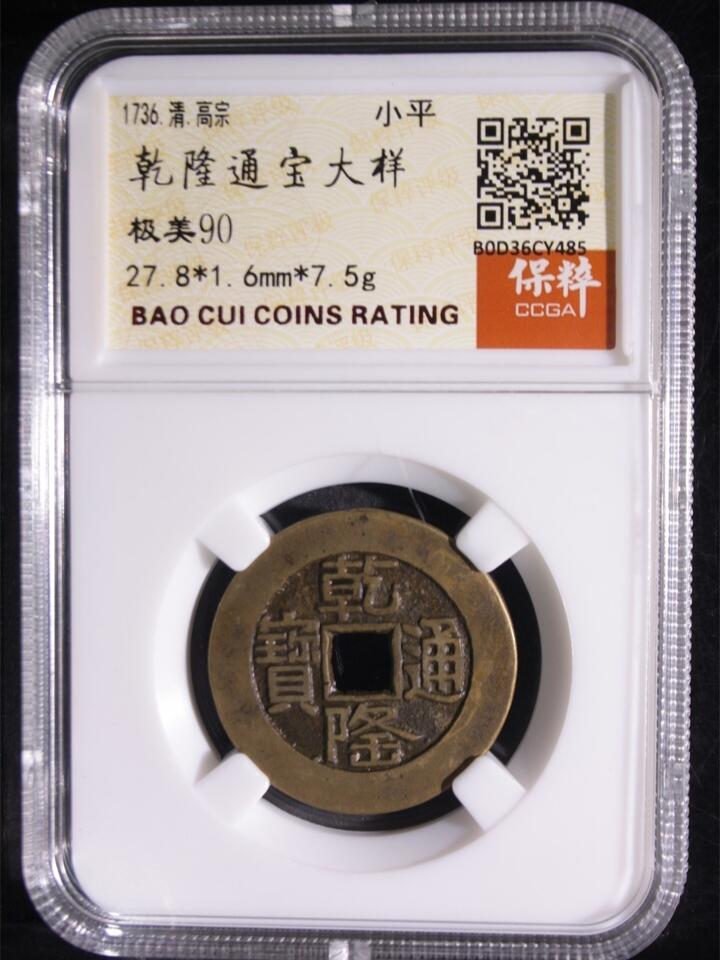 1736.清.高宗 小平
乾隆通宝大样
极美90
27.8*1.6mm*7.5g
BAO CUI COINS RATING
B0D36CY485
保粹
CCGA
乾隆通寶